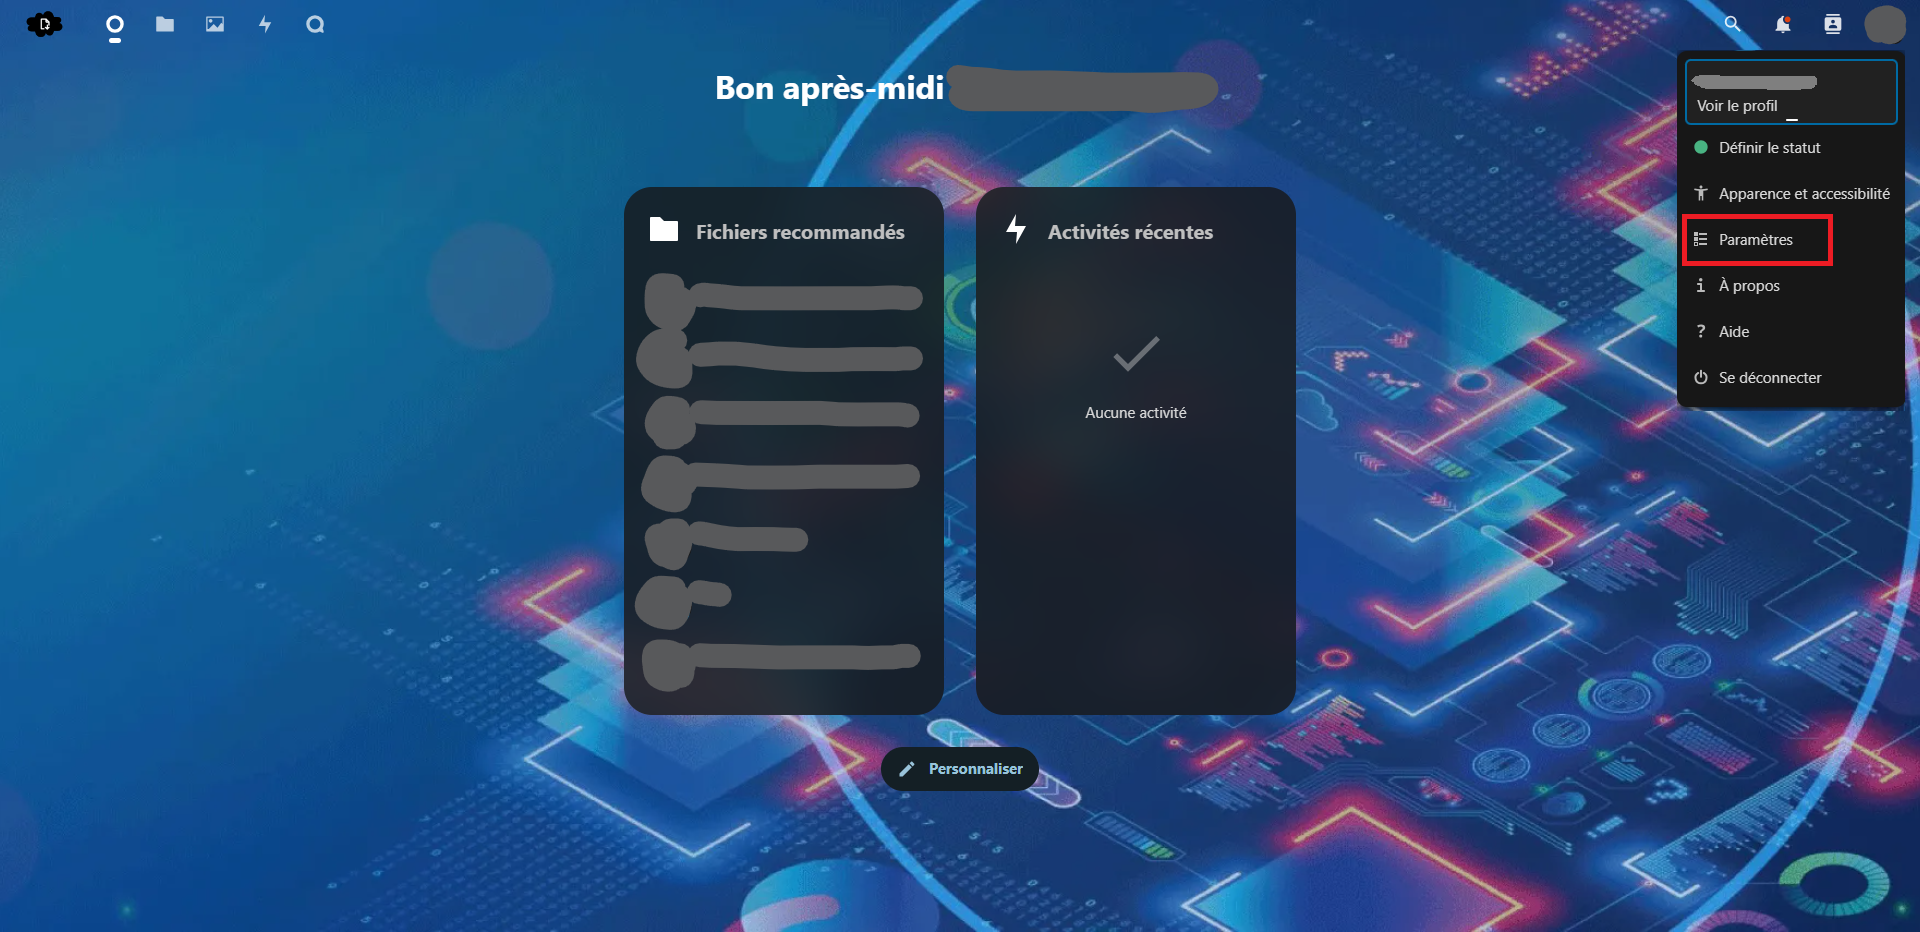 Bon après-midi
Voir le profil
Définir le statut
Apparence et accessibilité
Paramètres
À propos
Aide
Se déconnecter
Fichiers recommandés
Activités récentes
Aucune activité
Personnaliser